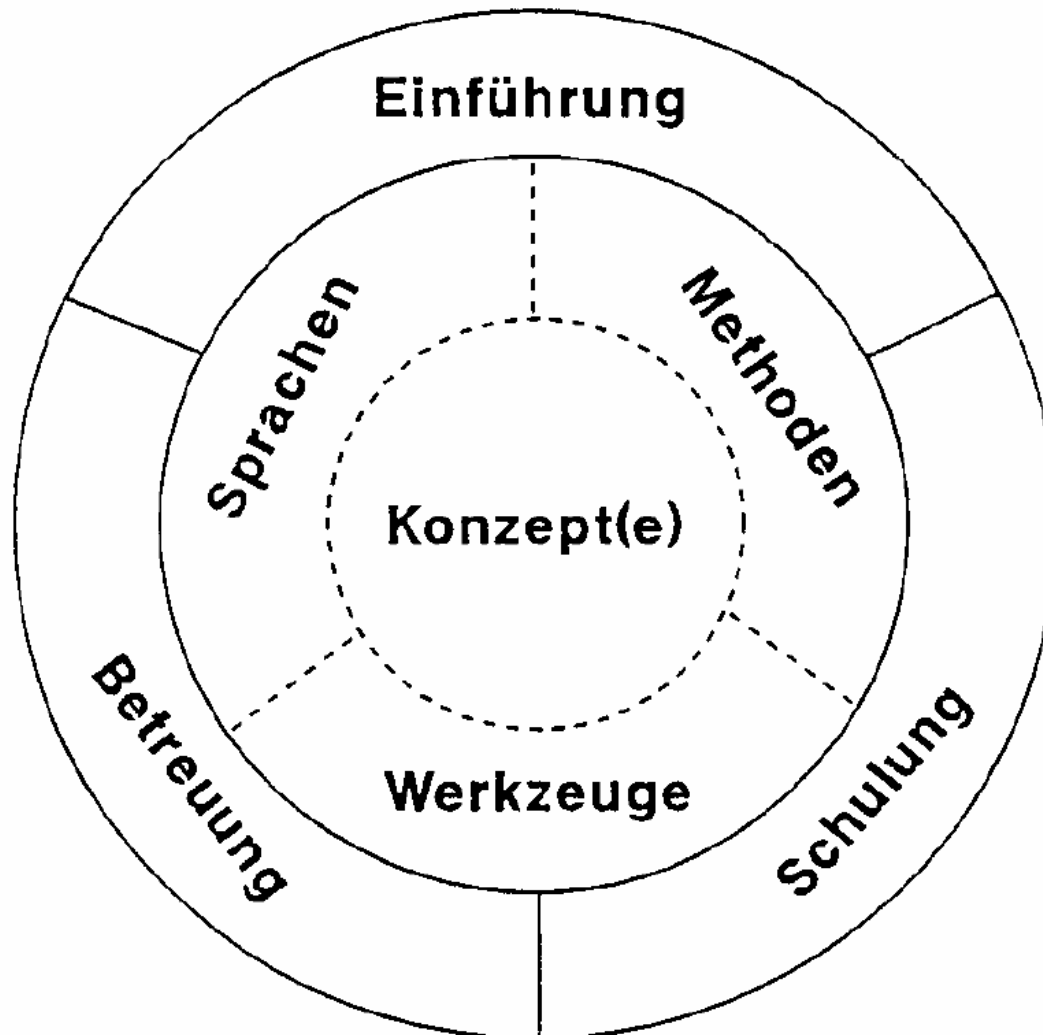 Einführung
Sprachen
Methoden
Konzept(e)
Werkzeuge
Betreuung
Schulung